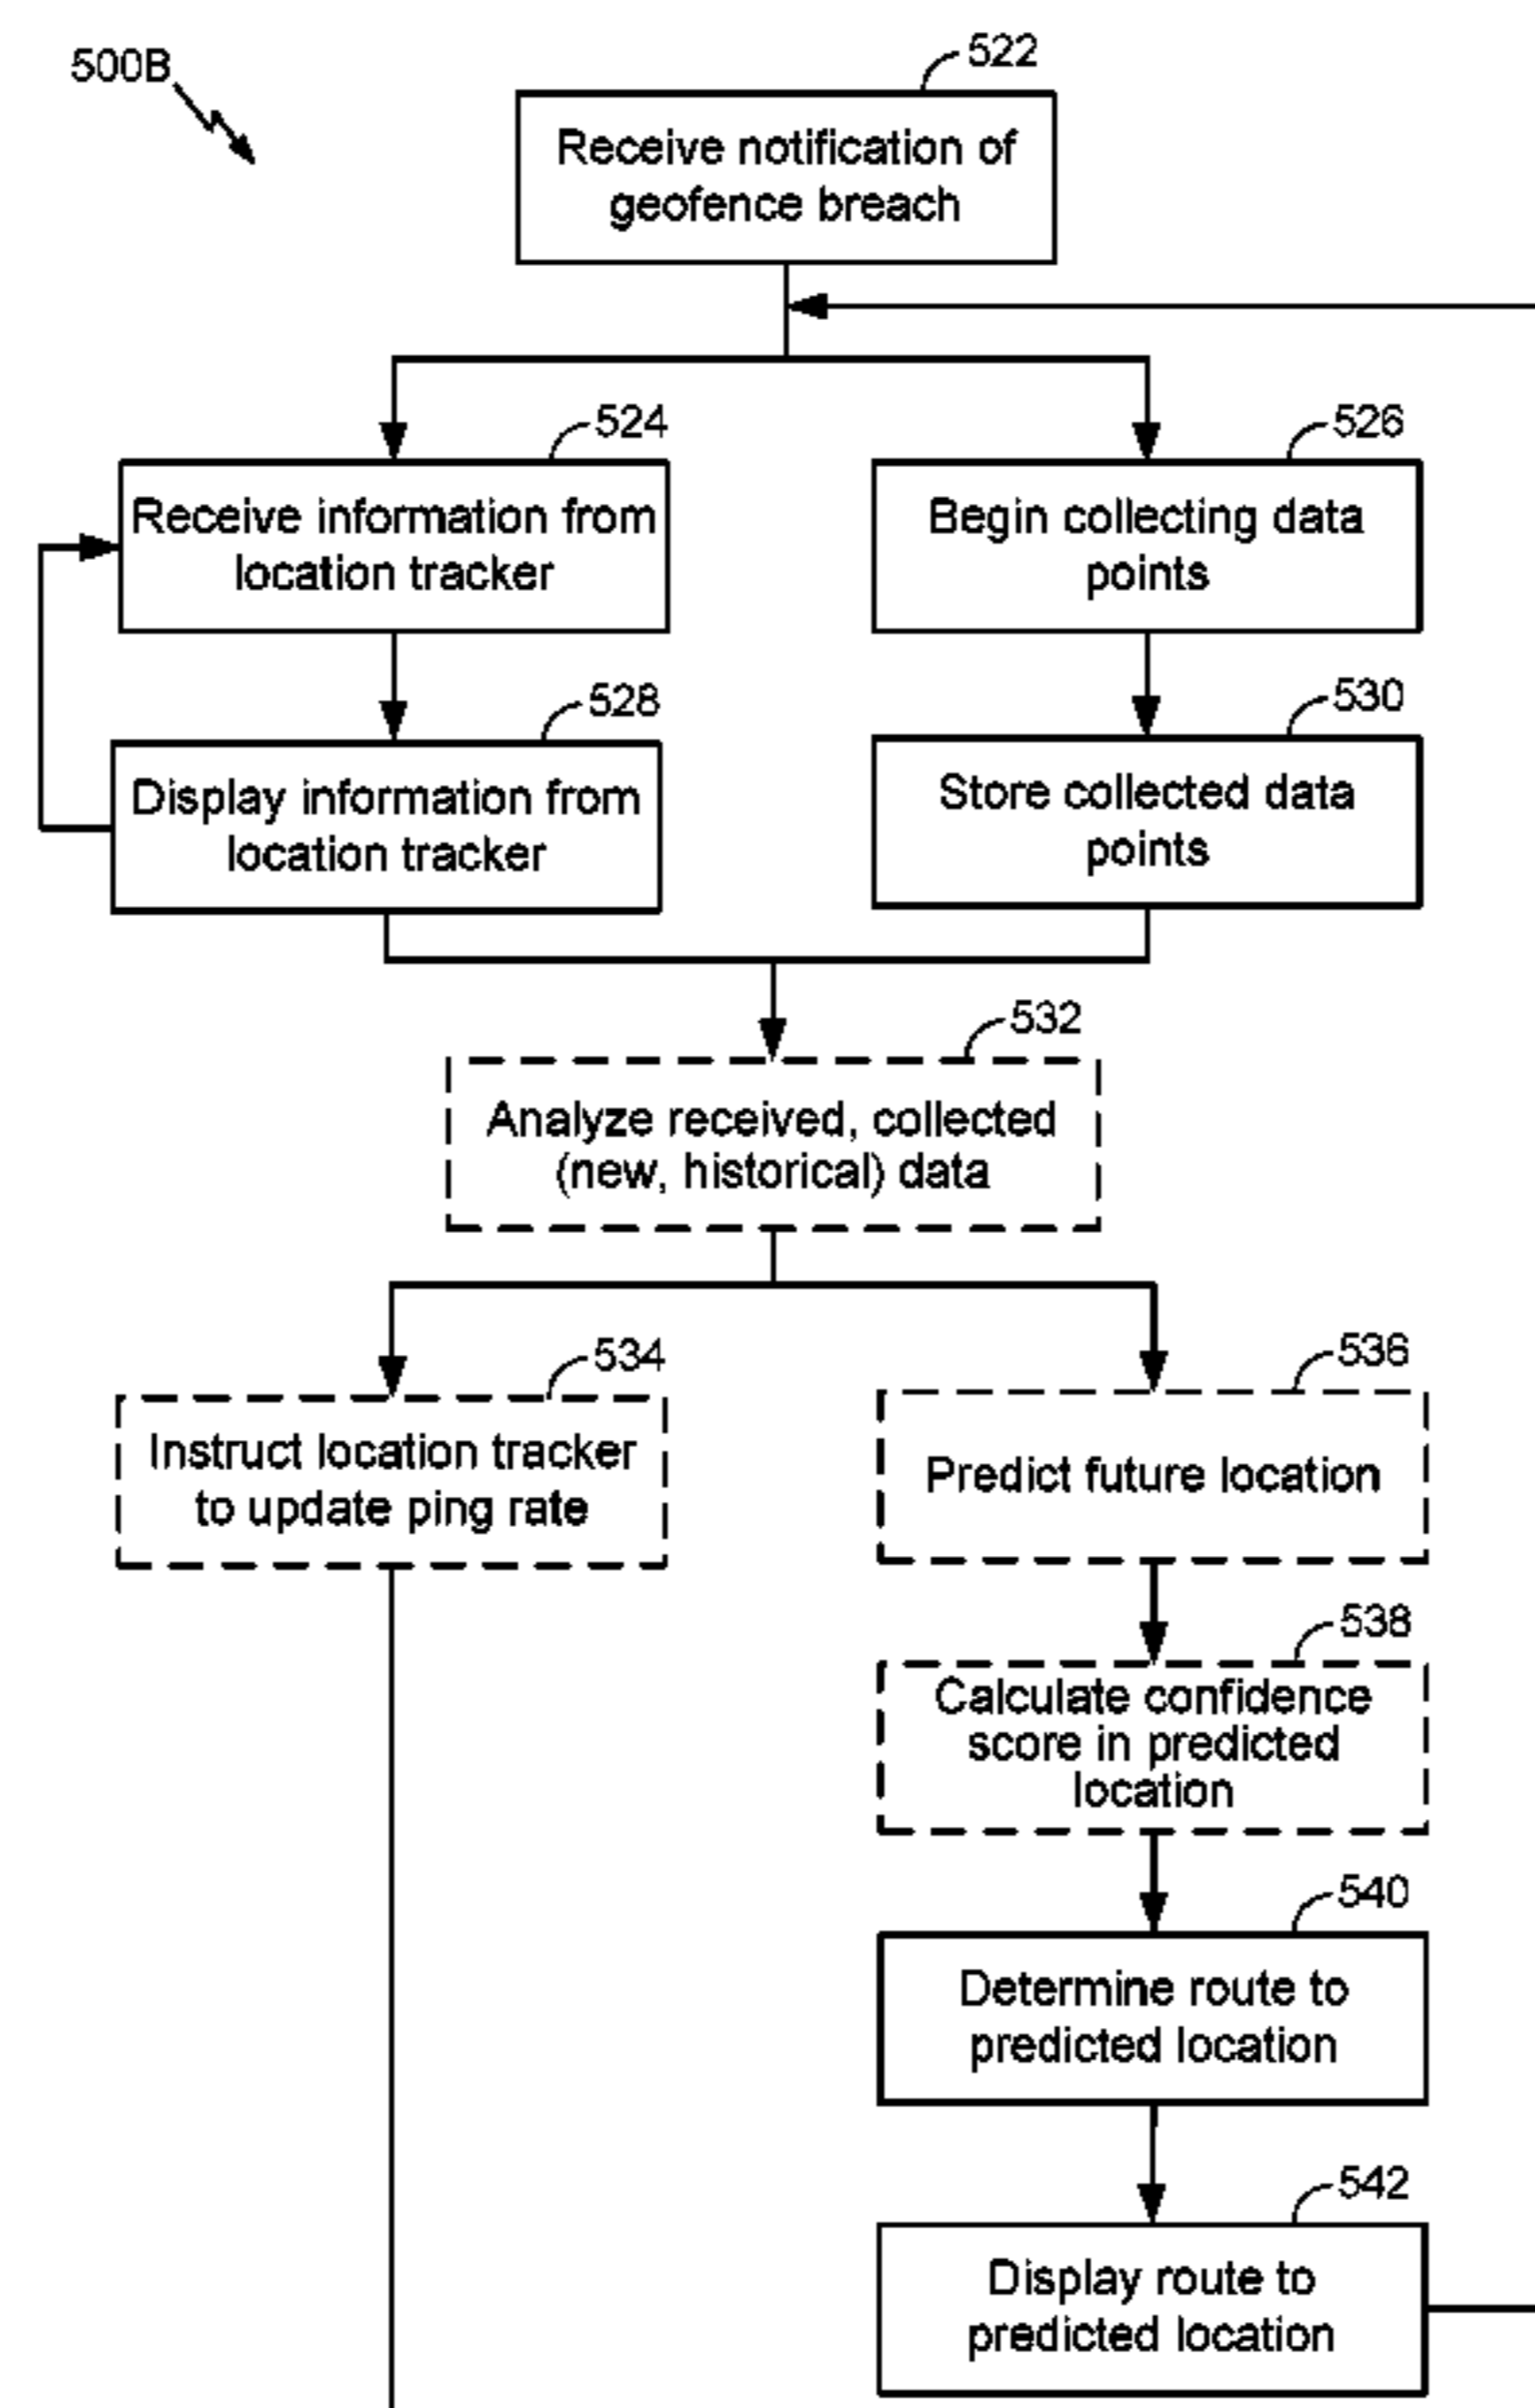 500B
522
Receive notification of
geofence breach
524
Receive information from
location tracker
526
Begin collecting data
points
528
Display information from
location tracker
530
Store collected data
points
532
Analyze received, collected
(new, historical) data
534
Instruct location tracker
to update ping rate
536
Predict future location
538
Calculate confidence
score in predicted
location
540
Determine route to
predicted location
542
Display route to
predicted location